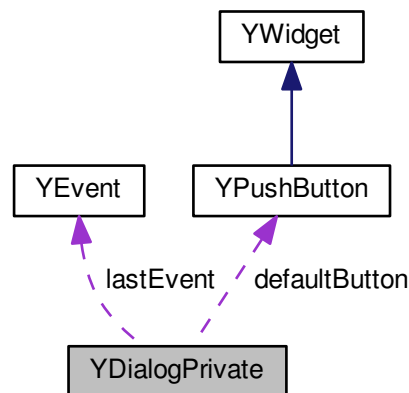 YWidget
YEvent
YPushButton
lastEvent
defaultButton
YDialogPrivate